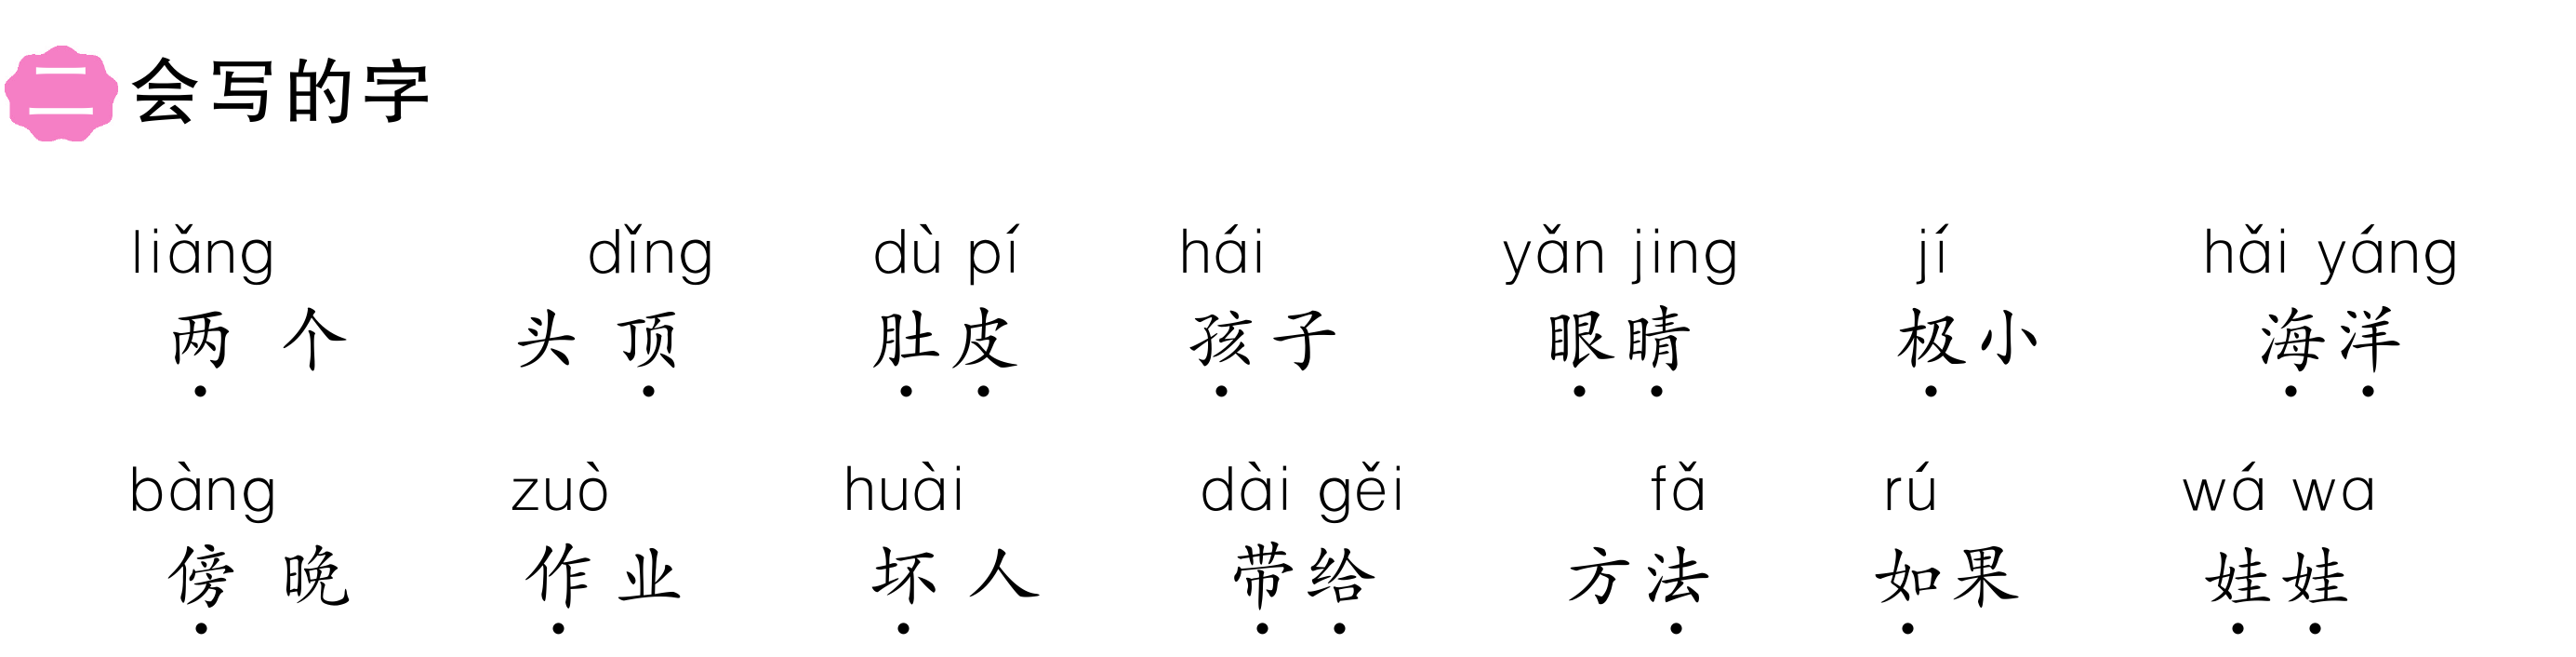 二 会写的字
liǎng dǐng dù pí hái yǎn jing jí hǎi yáng
两个 头顶 肚皮 孩子 眼睛 极小 海洋
bàng zuò huài dài gěi fǎ rú wá wa
傍晚 作业 坏人 带给 方法 如果 娃娃